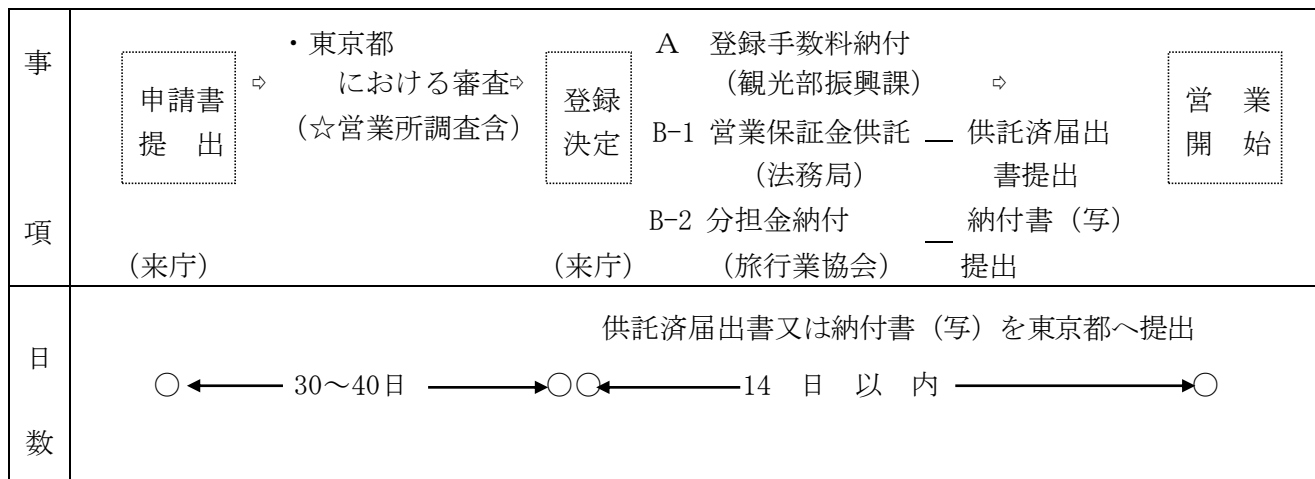 事
項
申請書
提　出
(来庁)
⇨
・東京都
における審査⇨
(☆営業所調査含)
登録
決定
(来庁)
A　登録手数料納付
(観光部振興課)　⇨
B-1 営業保証金供託 ― 供託済届出
(法務局)　書提出
B-2 分担金納付 ― 納付書（写）
(旅行業協会)　提出
営　業
開　始
日
数
供託済届出書又は納付書（写）を東京都へ提出
○ 30～40日 ○○ 14　日　以　内 ○